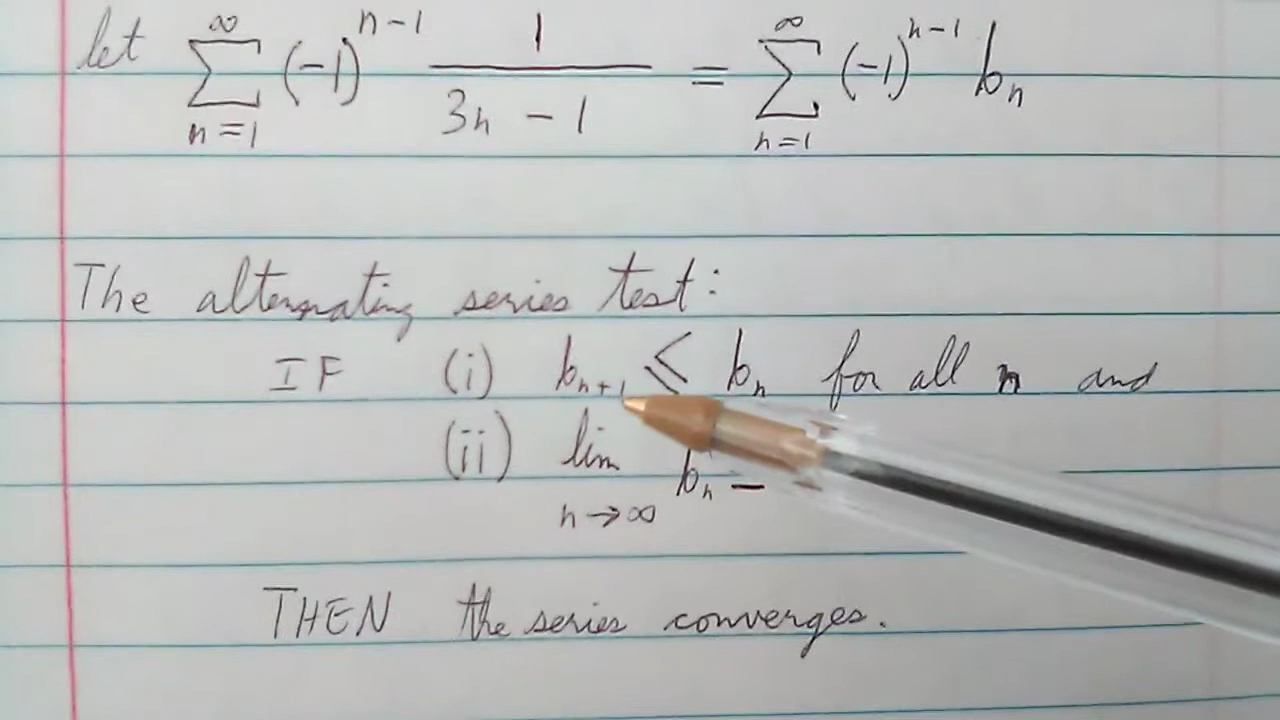 let ∑_{n=1}^{∞} (-1)^{n-1} \frac{1}{3n - 1} = ∑_{n=1}^{∞} (-1)^{n-1} b_n
The alternating series test:
IF (i) b_{n+1} ≤ b_n for all n and
(ii) lim_{n→∞} b_n =
THEN the series converges.